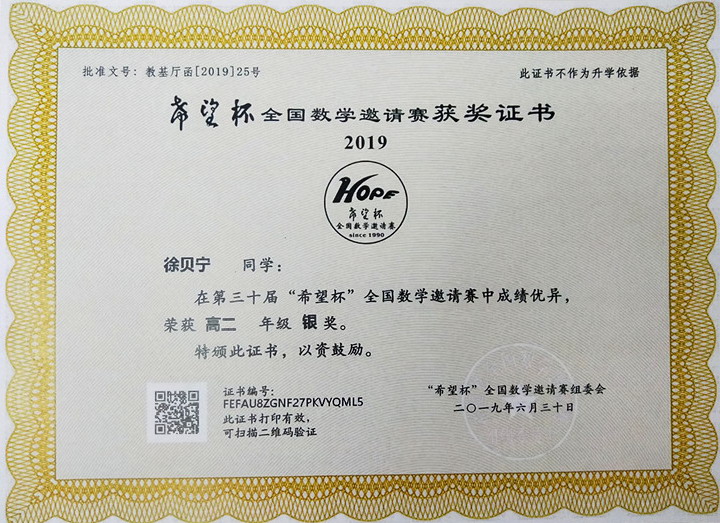 批准文号：教基厅函[2019]25号
此证书不作为升学依据
希望杯全国数学邀请赛获奖证书
2019
HOPE
希望杯
全国数学邀请赛
since 1990
徐贝宁 同学：
在第三十届“希望杯”全国数学邀请赛中成绩优异，
荣获 高二 年级 银奖。
特颁此证书，以资鼓励。
证书编号：
FEFAU8ZGNF27PKVYQML5
此证书打印有效，
可扫描二维码验证
“希望杯”全国数学邀请赛组委会
二〇一九年六月三十日